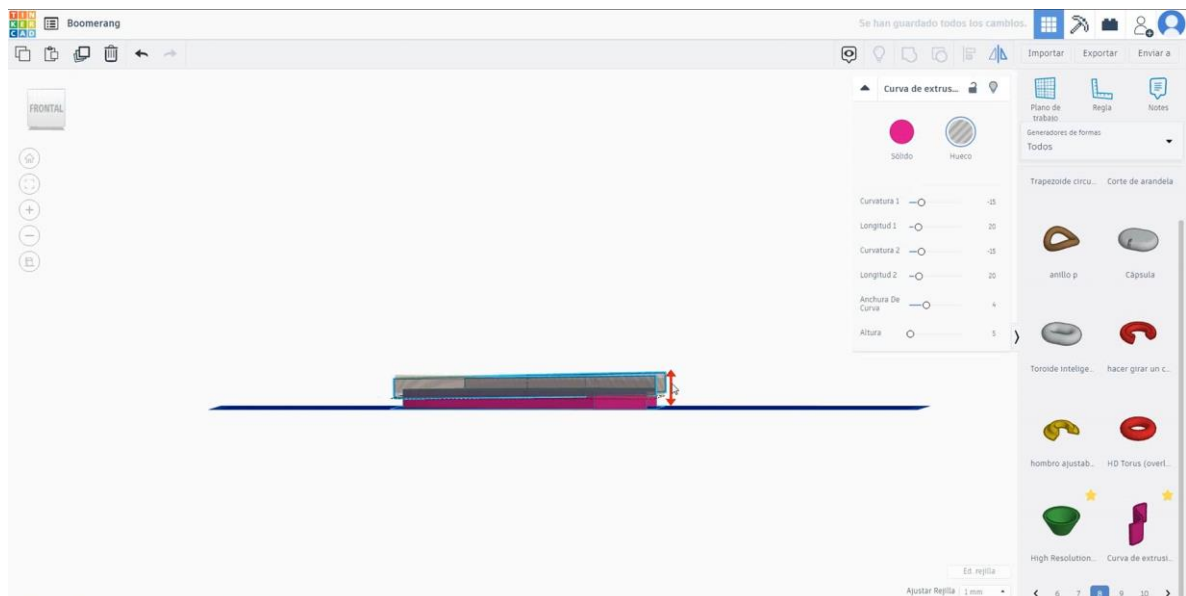 TIN
KER
CAD
Boomerang
Se han guardado todos los cambios.
Importar
Exportar
Enviar a
FRONTAL
Curva de extrus...
Sólido
Hueco
Curvatura 1
-15
Longitud 1
20
Curvatura 2
-15
Longitud 2
20
Anchura De
Curva
4
Altura
5
Plano de
trabajo
Regla
Notes
Generadores de formas
Todos
Trapezoide circu...
Corte de arandela
anillo p
Cápsula
Toroide Intelige...
hacer girar un c...
hombro ajustab...
HD Torus (overl...
High Resolution...
Curva de extrusi...
Ed. rejilla
Ajustar Rejilla
1 mm
6
7
8
9
10